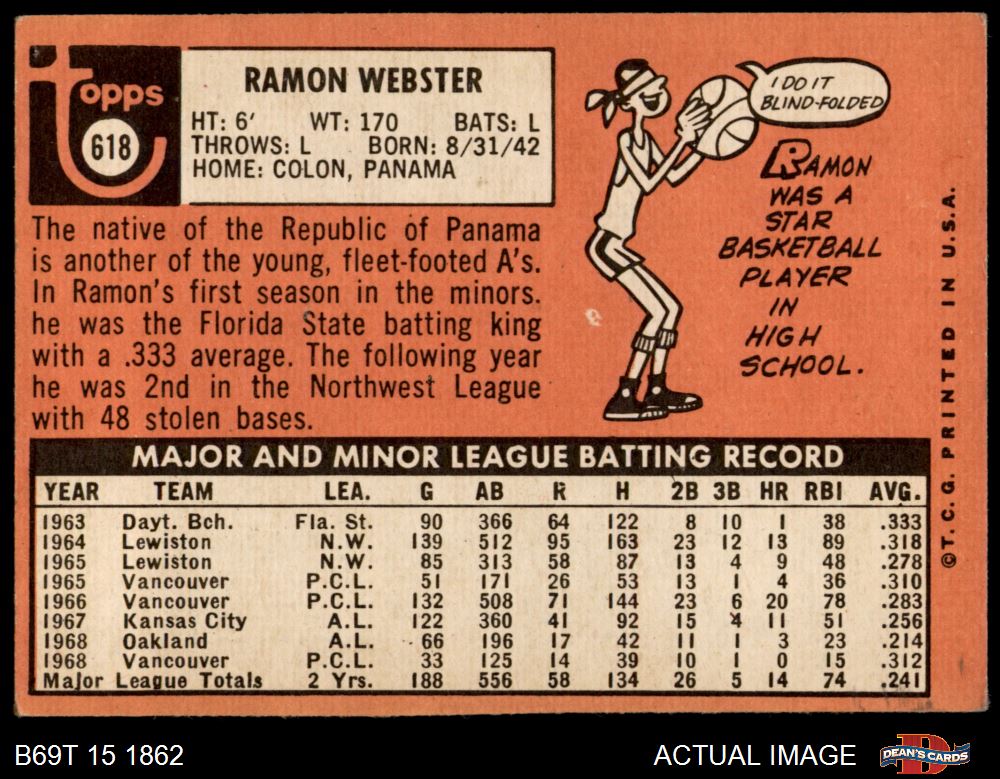 topps
618
RAMON WEBSTER
HT: 6' WT: 170 BATS: L
THROWS: L BORN: 8/31/42
HOME: COLON, PANAMA
The native of the Republic of Panama
is another of the young, fleet-footed A's.
In Ramon's first season in the minors.
he was the Florida State batting king
with a .333 average. The following year
he was 2nd in the Northwest League
with 48 stolen bases.
I DO IT
BLIND-FOLDED
RAMON
WAS A
STAR
BASKETBALL
PLAYER
IN
HIGH
SCHOOL.
©T.C.G. PRINTED IN U.S.A.
MAJOR AND MINOR LEAGUE BATTING RECORD
YEAR TEAM LEA. G AB R H 2B 3B HR RBI AVG.
1963 Dayt. Bch. Fla. St. 90 366 64 122 8 10 1 38 .333
1964 Lewiston N.W. 139 512 95 163 23 12 13 89 .318
1965 Lewiston N.W. 85 313 58 87 13 4 9 48 .278
1965 Vancouver P.C.L. 51 171 26 53 13 1 4 36 .310
1966 Vancouver P.C.L. 132 508 71 144 23 6 20 78 .283
1967 Kansas City A.L. 122 360 41 92 15 4 11 51 .256
1968 Oakland A.L. 66 196 17 42 11 1 3 23 .214
1968 Vancouver P.C.L. 33 125 14 39 10 1 0 15 .312
Major League Totals 2 Yrs. 188 556 58 134 26 5 14 74 .241
B69T 15 1862
ACTUAL IMAGE
D
DEAN'S CARDS